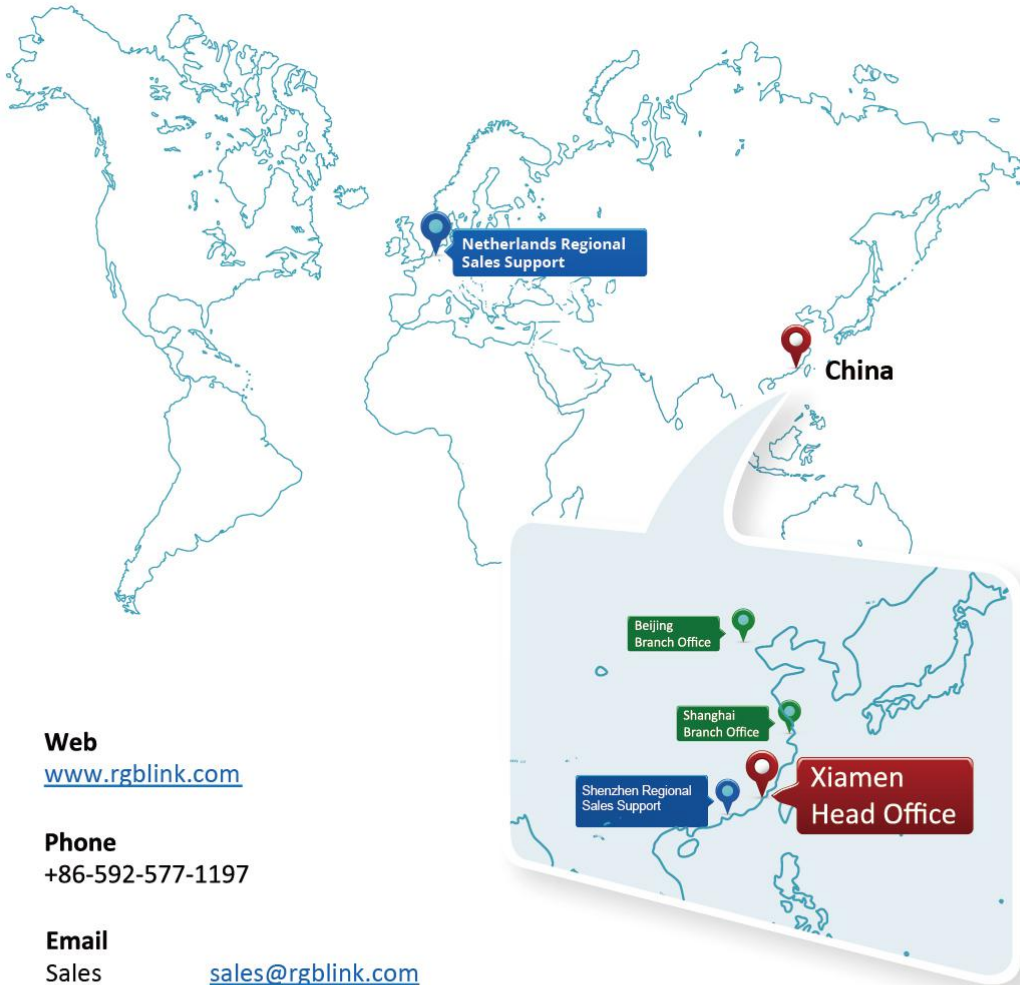 Netherlands Regional
Sales Support
China
Beijing
Branch Office
Shanghai
Branch Office
Shenzhen Regional
Sales Support
Xiamen
Head Office
Web
www.rgblink.com
Phone
+86-592-577-1197
Email
Sales sales@rgblink.com